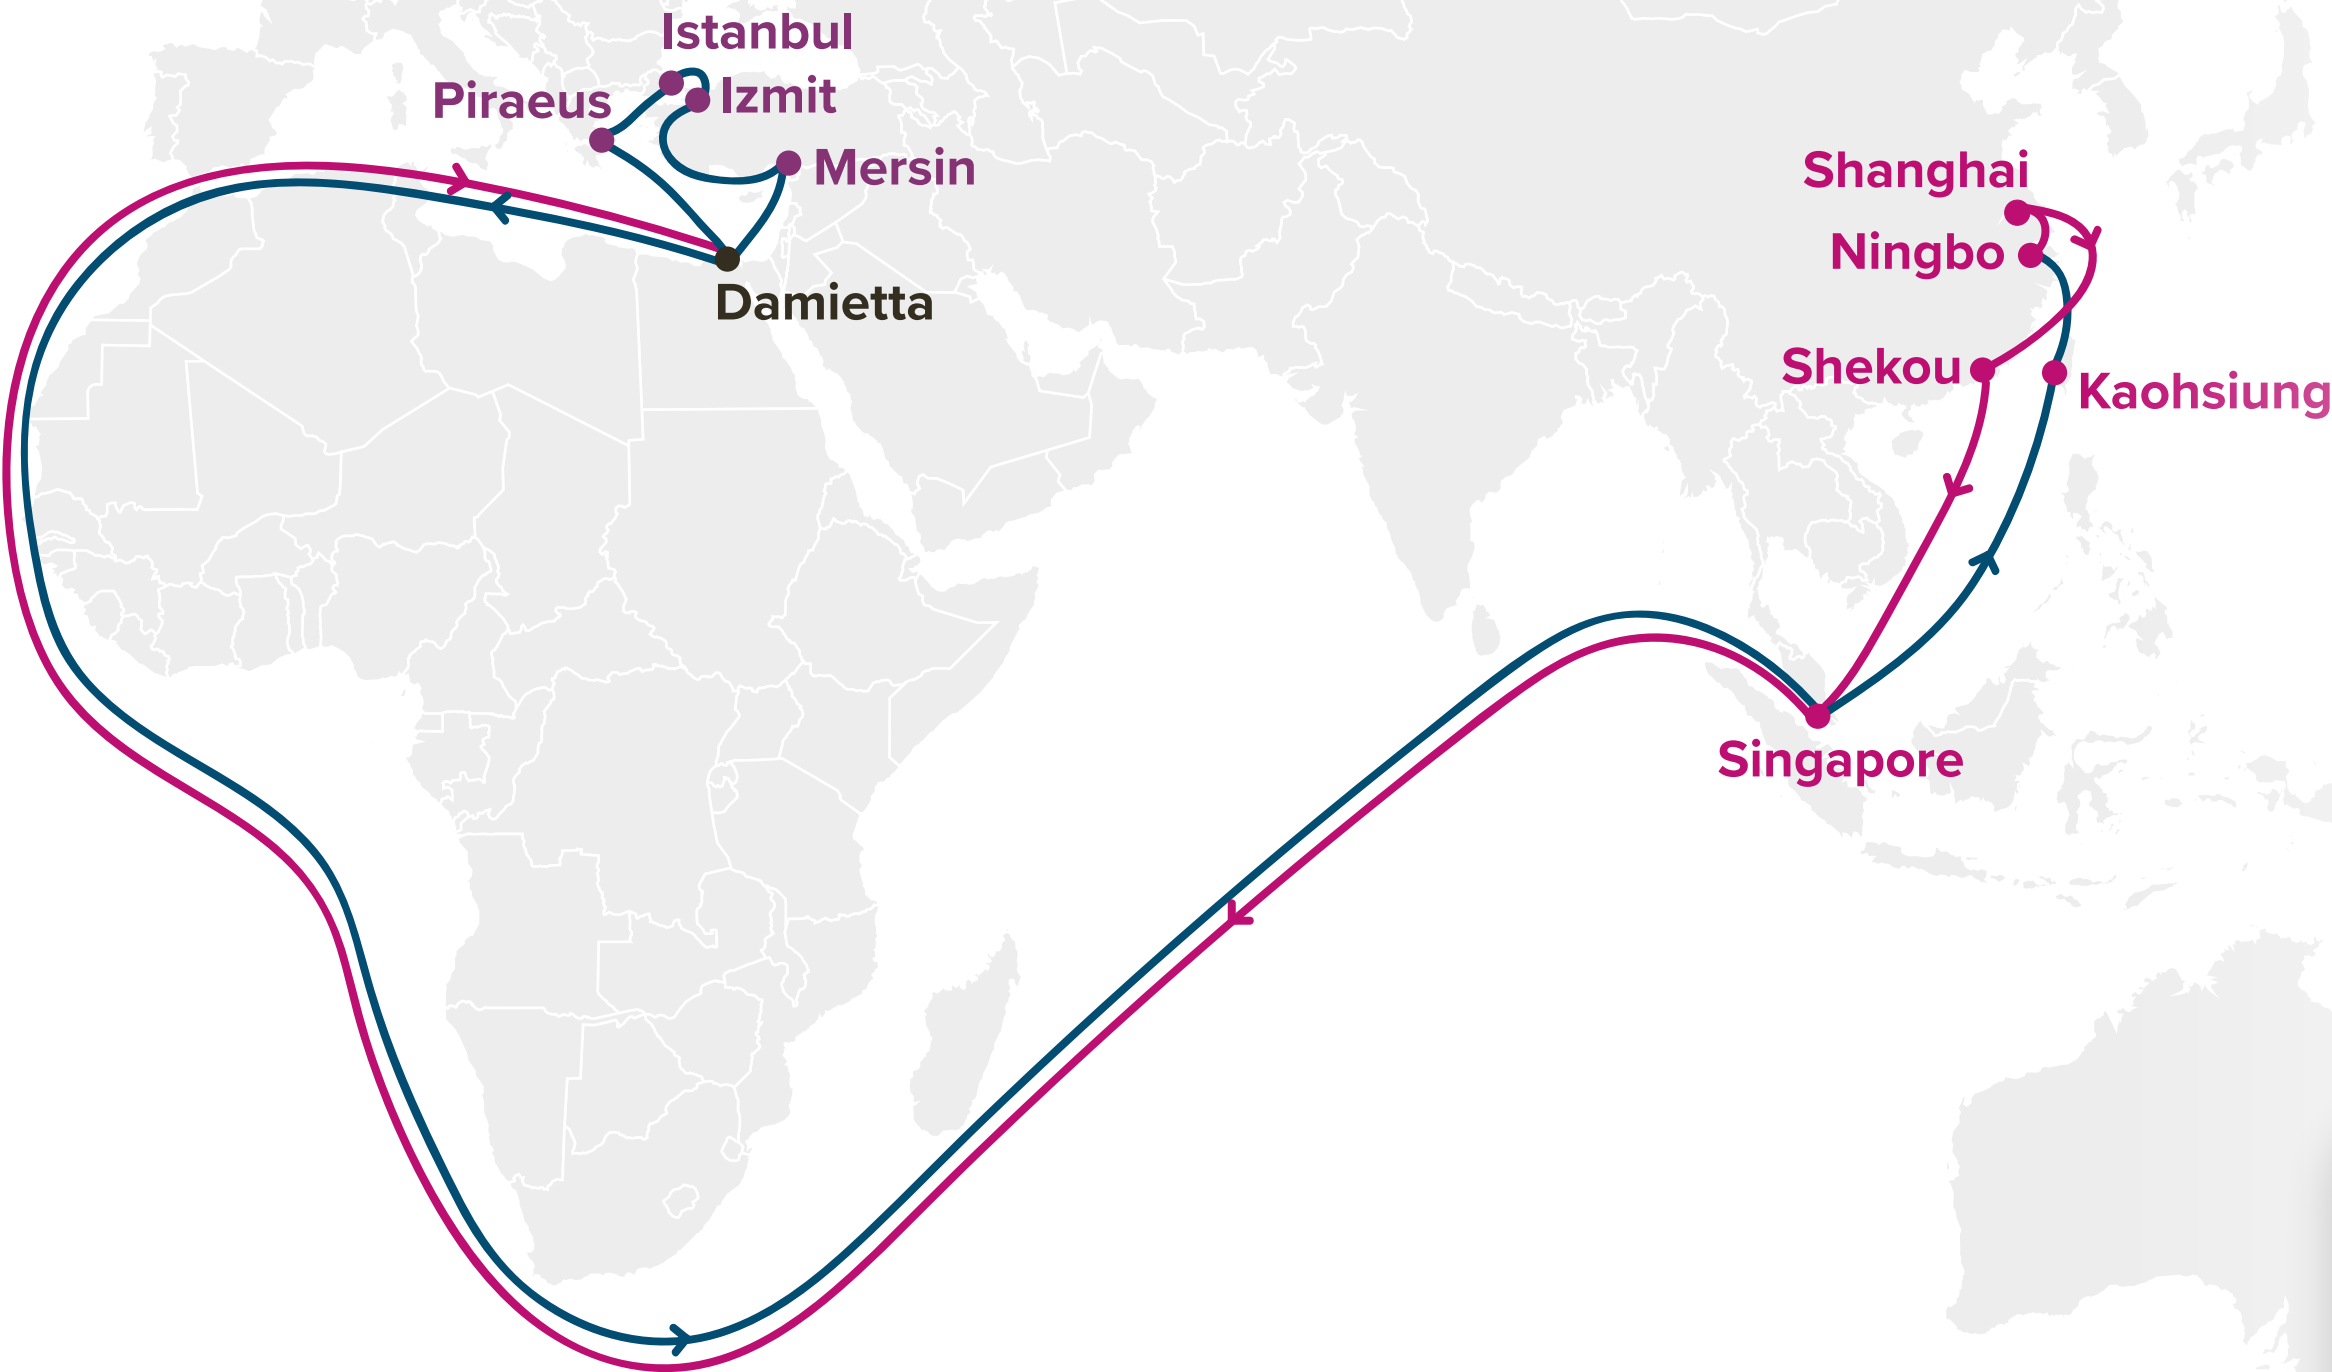 Istanbul
Piraeus
Izmit
Mersin
Damietta
Shanghai
Ningbo
Shekou
Kaohsiung
Singapore